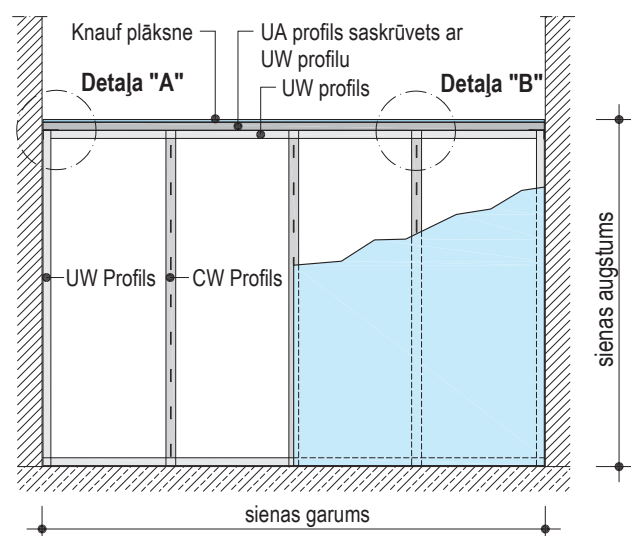 Knauf plāksne
UA profils saskrūvets ar
UW profilu
UW profils
Detaļa "A"
Detaļa "B"
UW Profils
CW Profils
sienas augstums
sienas garums